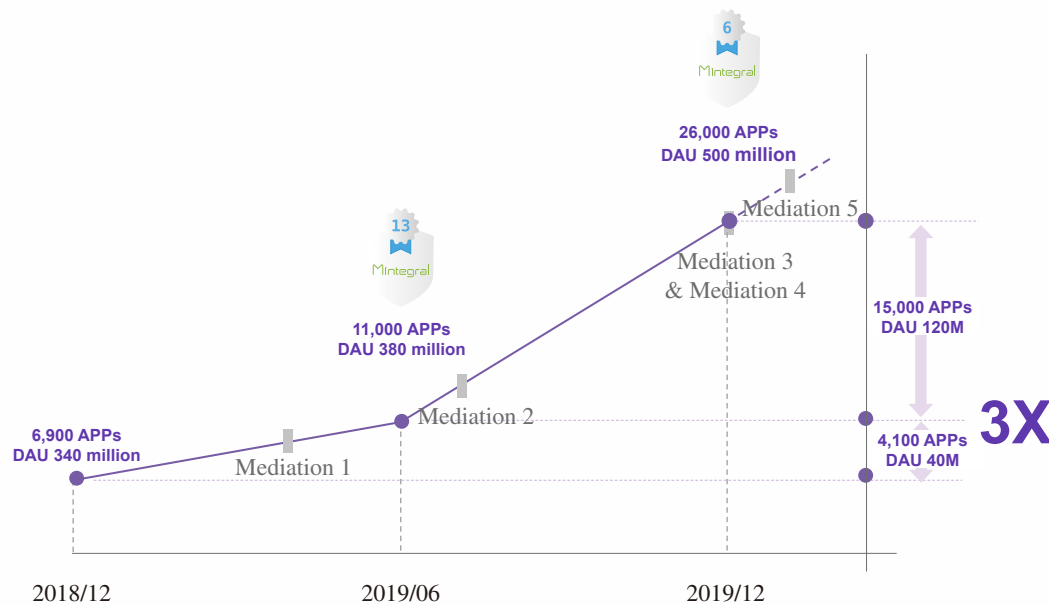 6
Mintegral
26,000 APPs
DAU 500 million
Mediation 5
13
Mintegral
Mediation 3
& Mediation 4
15,000 APPs
DAU 120M
11,000 APPs
DAU 380 million
Mediation 2
3X
6,900 APPs
DAU 340 million
4,100 APPs
DAU 40M
Mediation 1
2018/12
2019/06
2019/12